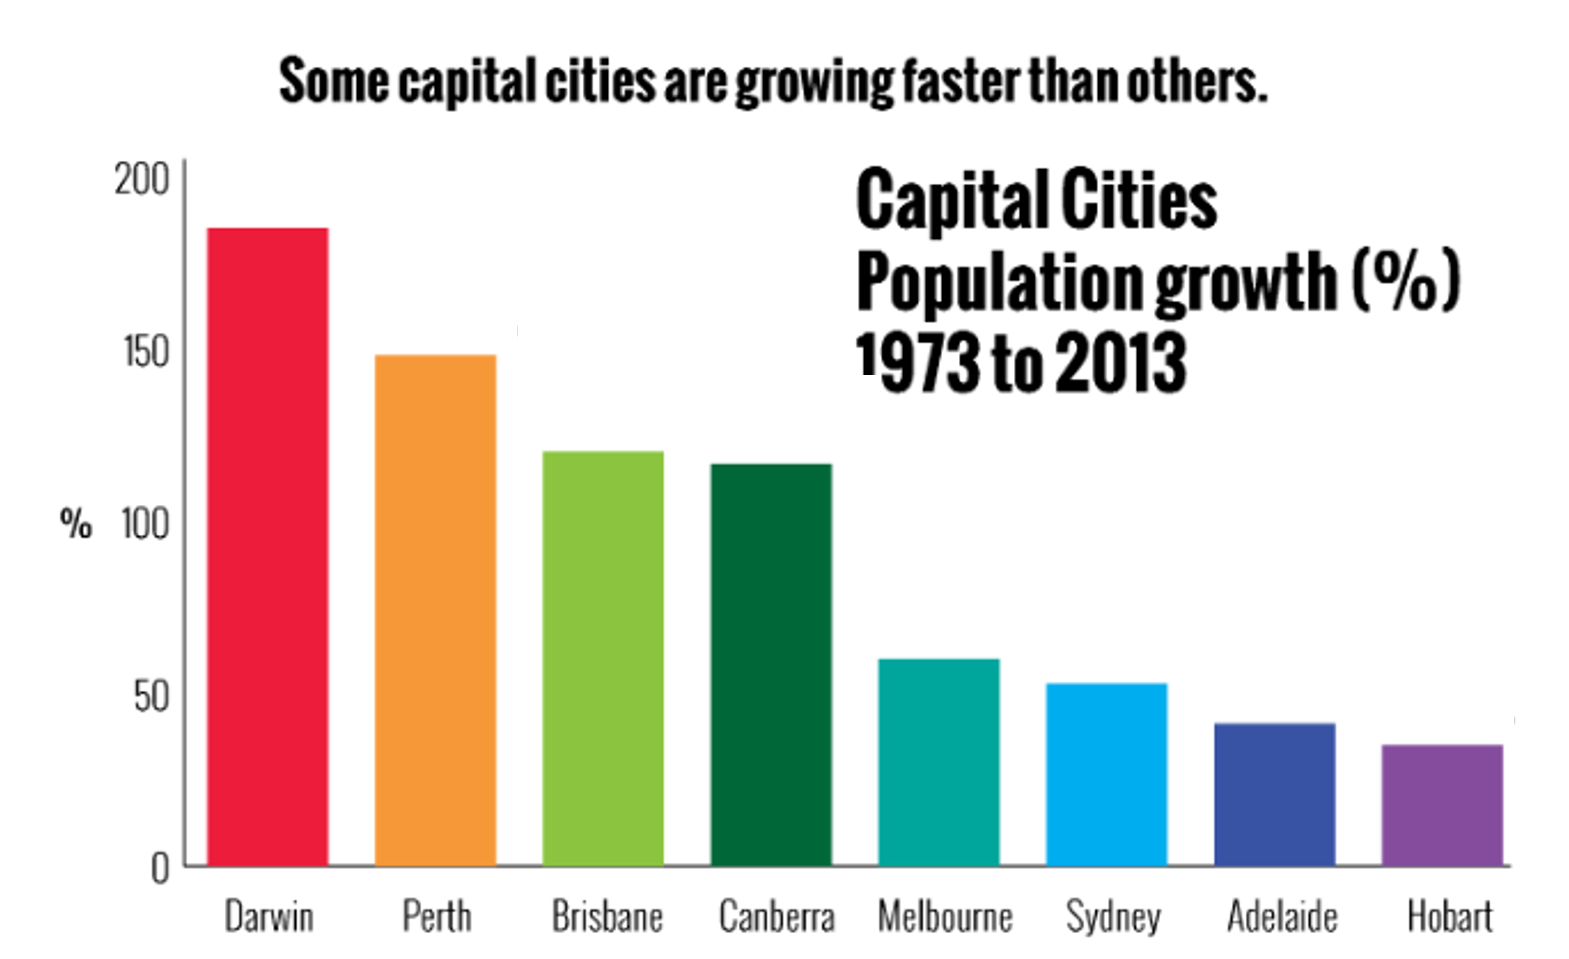 Some capital cities are growing faster than others.
Capital Cities
Population growth (%)
1973 to 2013
200
150
% 100
50
0
Darwin Perth Brisbane Canberra Melbourne Sydney Adelaide Hobart